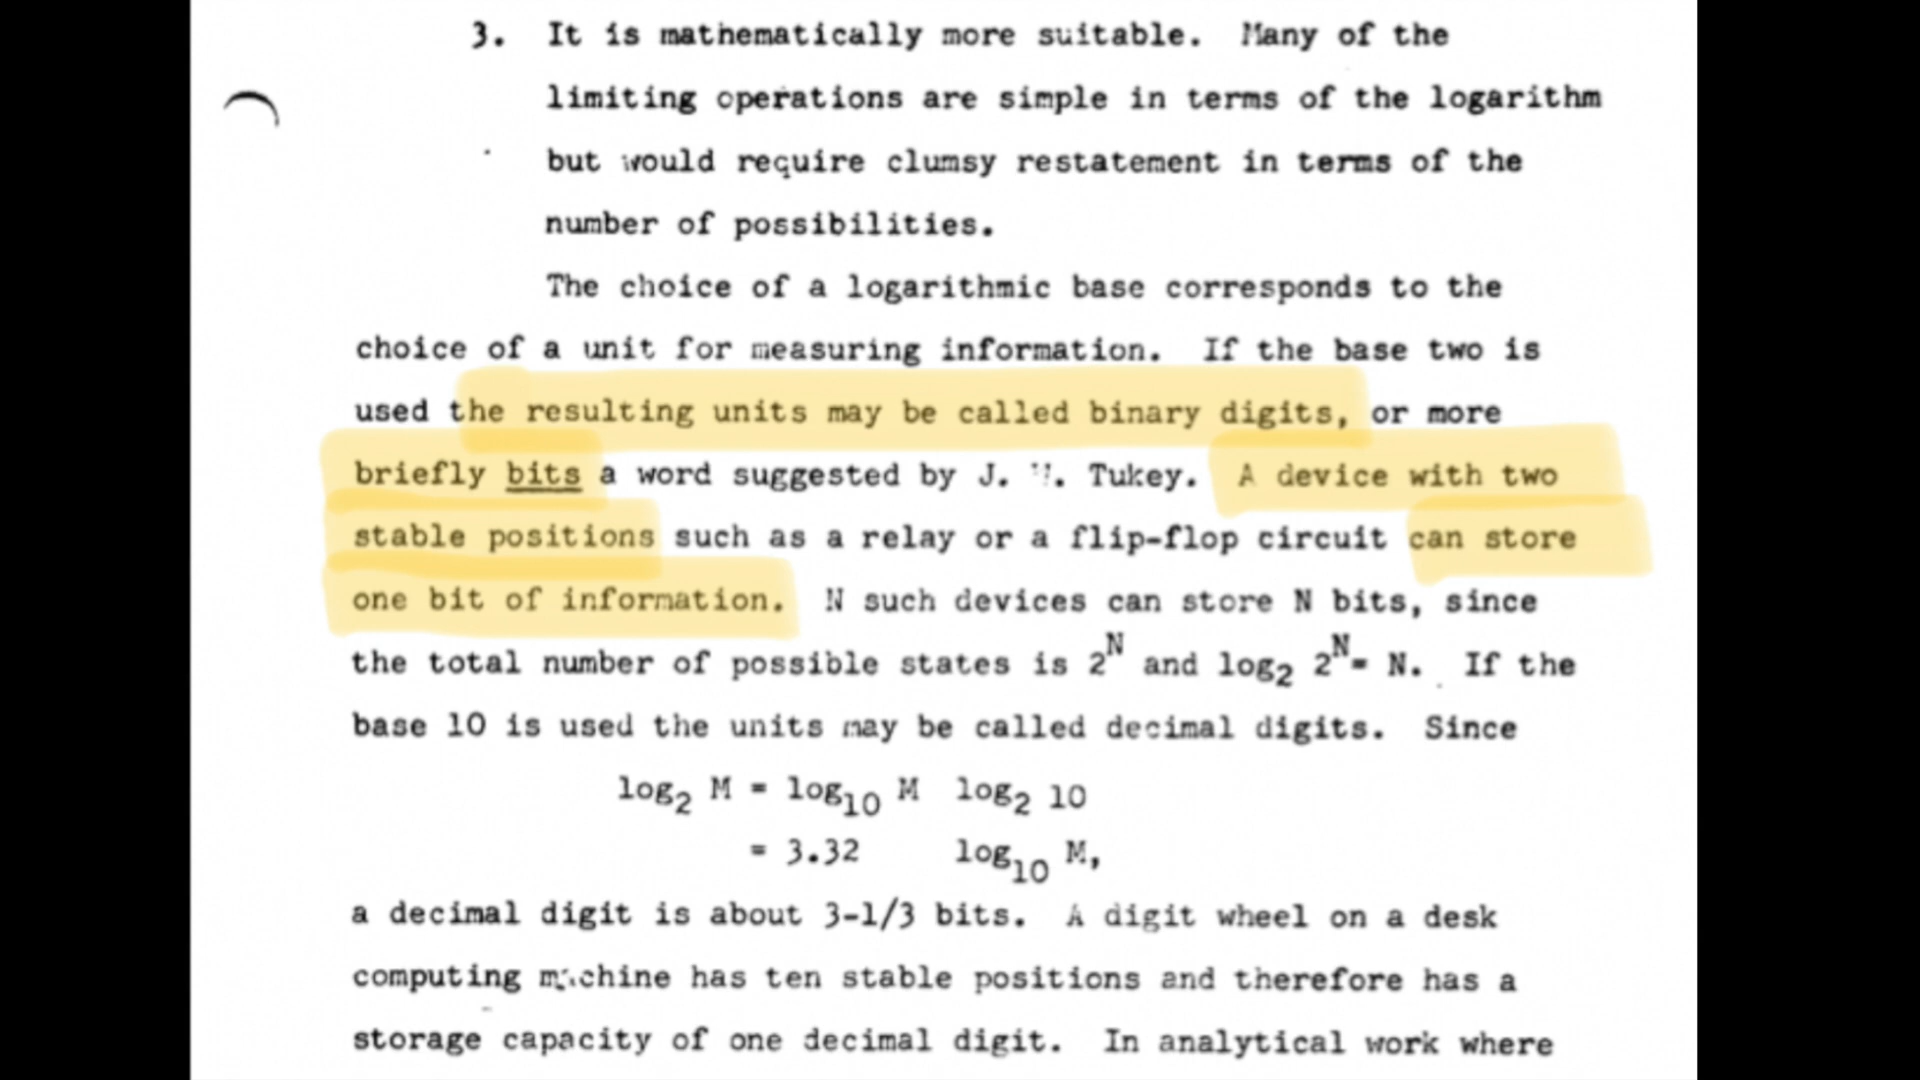 3. It is mathematically more suitable. Many of the
limiting operations are simple in terms of the logarithm
but would require clumsy restatement in terms of the
number of possibilities.
The choice of a logarithmic base corresponds to the
choice of a unit for measuring information. If the base two is
used the resulting units may be called binary digits, or more
briefly bits a word suggested by J. W. Tukey. A device with two
stable positions such as a relay or a flip-flop circuit can store
one bit of information. N such devices can store N bits, since
the total number of possible states is 2^N and log₂ 2^N = N. If the
base 10 is used the units may be called decimal digits. Since
log₂ M = log₁₀ M log₂ 10
= 3.32 log₁₀ M,
a decimal digit is about 3-1/3 bits. A digit wheel on a desk
computing machine has ten stable positions and therefore has a
storage capacity of one decimal digit. In analytical work where